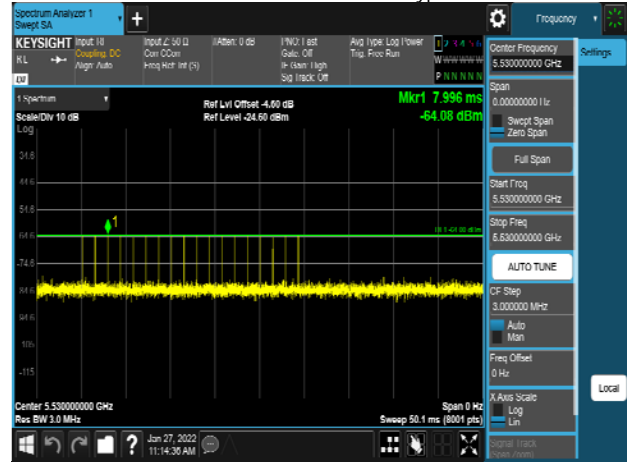 Spectrum Analyzer 1
Swept SA
+
Frequency
KEYSIGHT
Input: RF
Coupling: DC
Align: Auto
Input Z: 50 Ω
Corr CCorr
Freq Ref: Int (S)
#Atten: 0 dB
PNO: Fast
Gate: Off
IF Gain: High
Sig Track: Off
Avg Type: Log Power
Trig: Free Run
1 2 3 4 5 6
W W W W W W
P N N N N N
1 Spectrum
Scale/Div 10 dB
Log
Ref Lvl Offset -4.60 dB
Ref Level -24.60 dBm
Mkr1 7.996 ms
-64.08 dBm
1
-34.6
-44.6
-54.6
-64.6
-74.6
-84.6
-94.6
-105
-115
Center 5.530000000 GHz
Res BW 3.0 MHz
Span 0 Hz
Sweep 50.1 ms (8001 pts)
Center Frequency
5.530000000 GHz
Settings
Span
0.00000000 Hz
Swept Span
Zero Span
Full Span
Start Freq
5.530000000 GHz
Stop Freq
5.530000000 GHz
AUTO TUNE
CF Step
3.000000 MHz
Auto
Man
Freq Offset
0 Hz
X Axis Scale
Log
Lin
Local
Signal Track
(Span Zoom)
?
Jan 27, 2022
11:14:36 AM